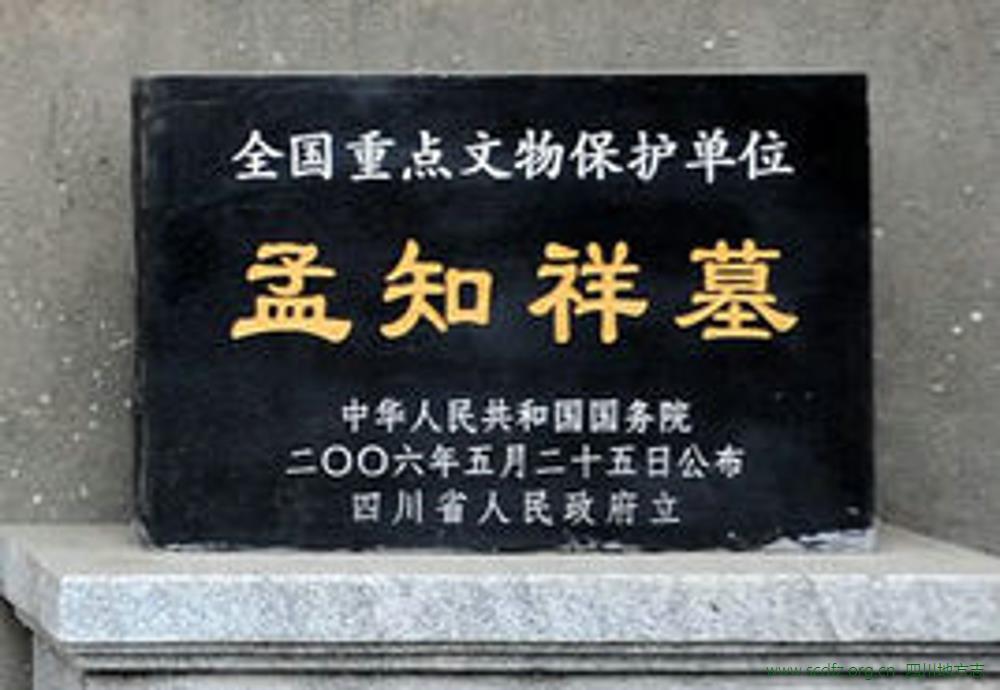 全国重点文物保护单位
孟知祥墓
中华人民共和国国务院
二〇〇六年五月二十五日公布
四川省人民政府立
www.scdfz.org.cn 四川地方志